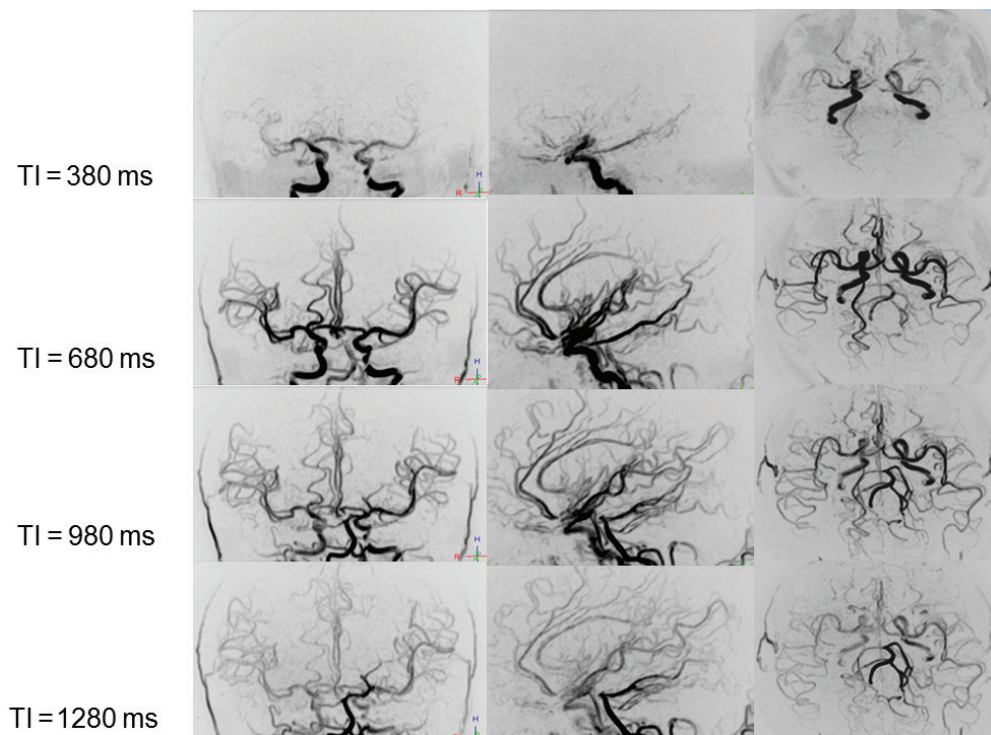 TI = 380 ms
H
R
TI = 680 ms
H
R
TI = 980 ms
H
R
TI = 1280 ms
H
R